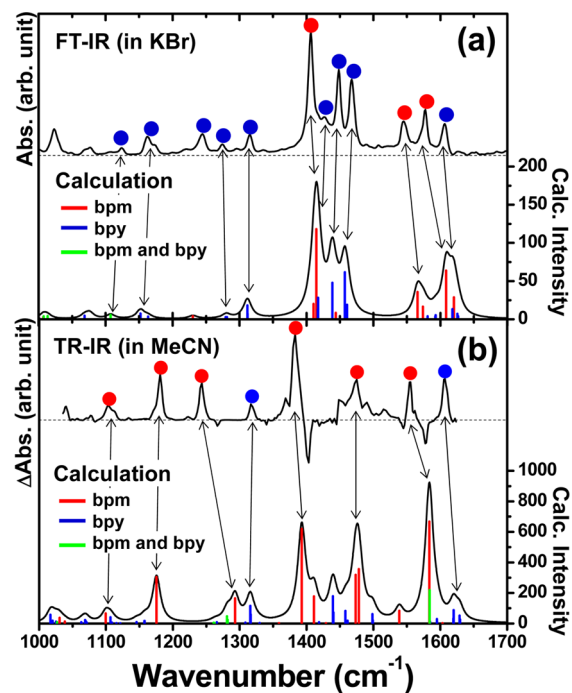 FT-IR (in KBr)
(a)
Abs. (arb. unit)
200
150
100
50
0
Calc. Intensity
Calculation
bpm
bpy
bpm and bpy
TR-IR (in MeCN)
(b)
ΔAbs. (arb. unit)
1000
800
600
400
200
0
Calc. Intensity
Calculation
bpm
bpy
bpm and bpy
1000 1100 1200 1300 1400 1500 1600 1700
Wavenumber (cm⁻¹)